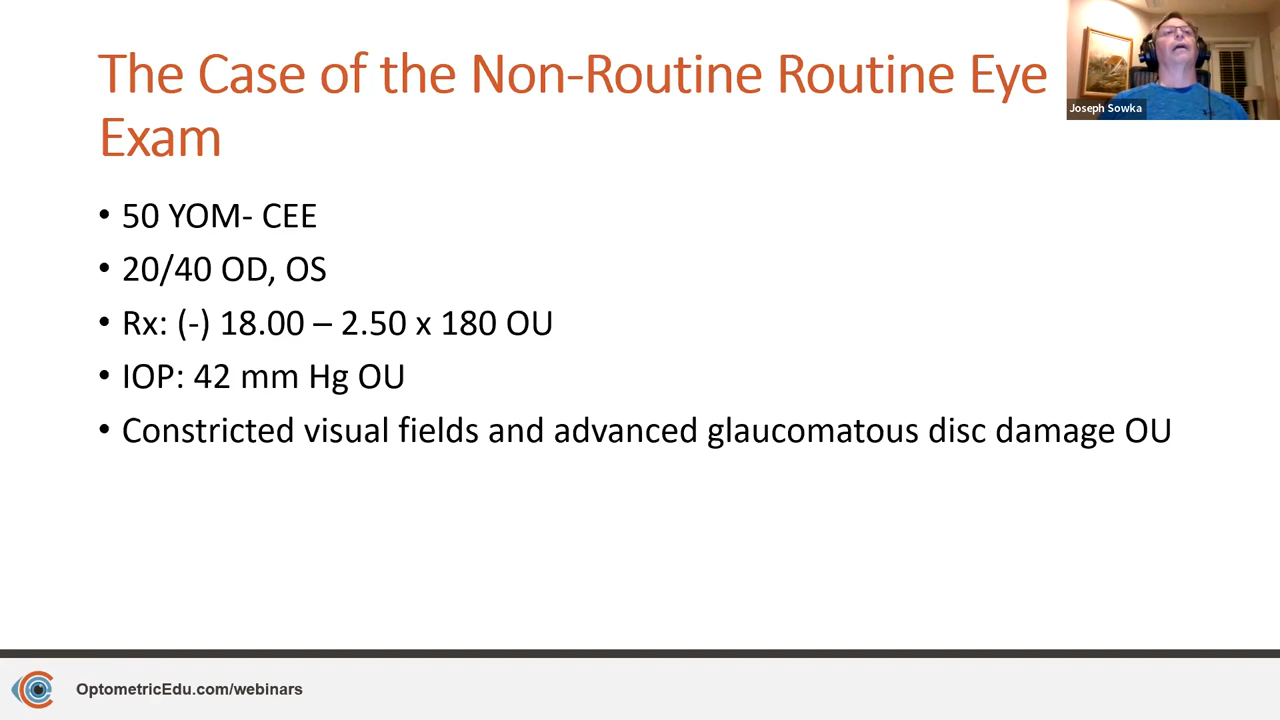 The Case of the Non-Routine Routine Eye
Exam
Joseph Sowka
• 50 YOM- CEE
• 20/40 OD, OS
• Rx: (-) 18.00 – 2.50 x 180 OU
• IOP: 42 mm Hg OU
• Constricted visual fields and advanced glaucomatous disc damage OU
OptometricEdu.com/webinars